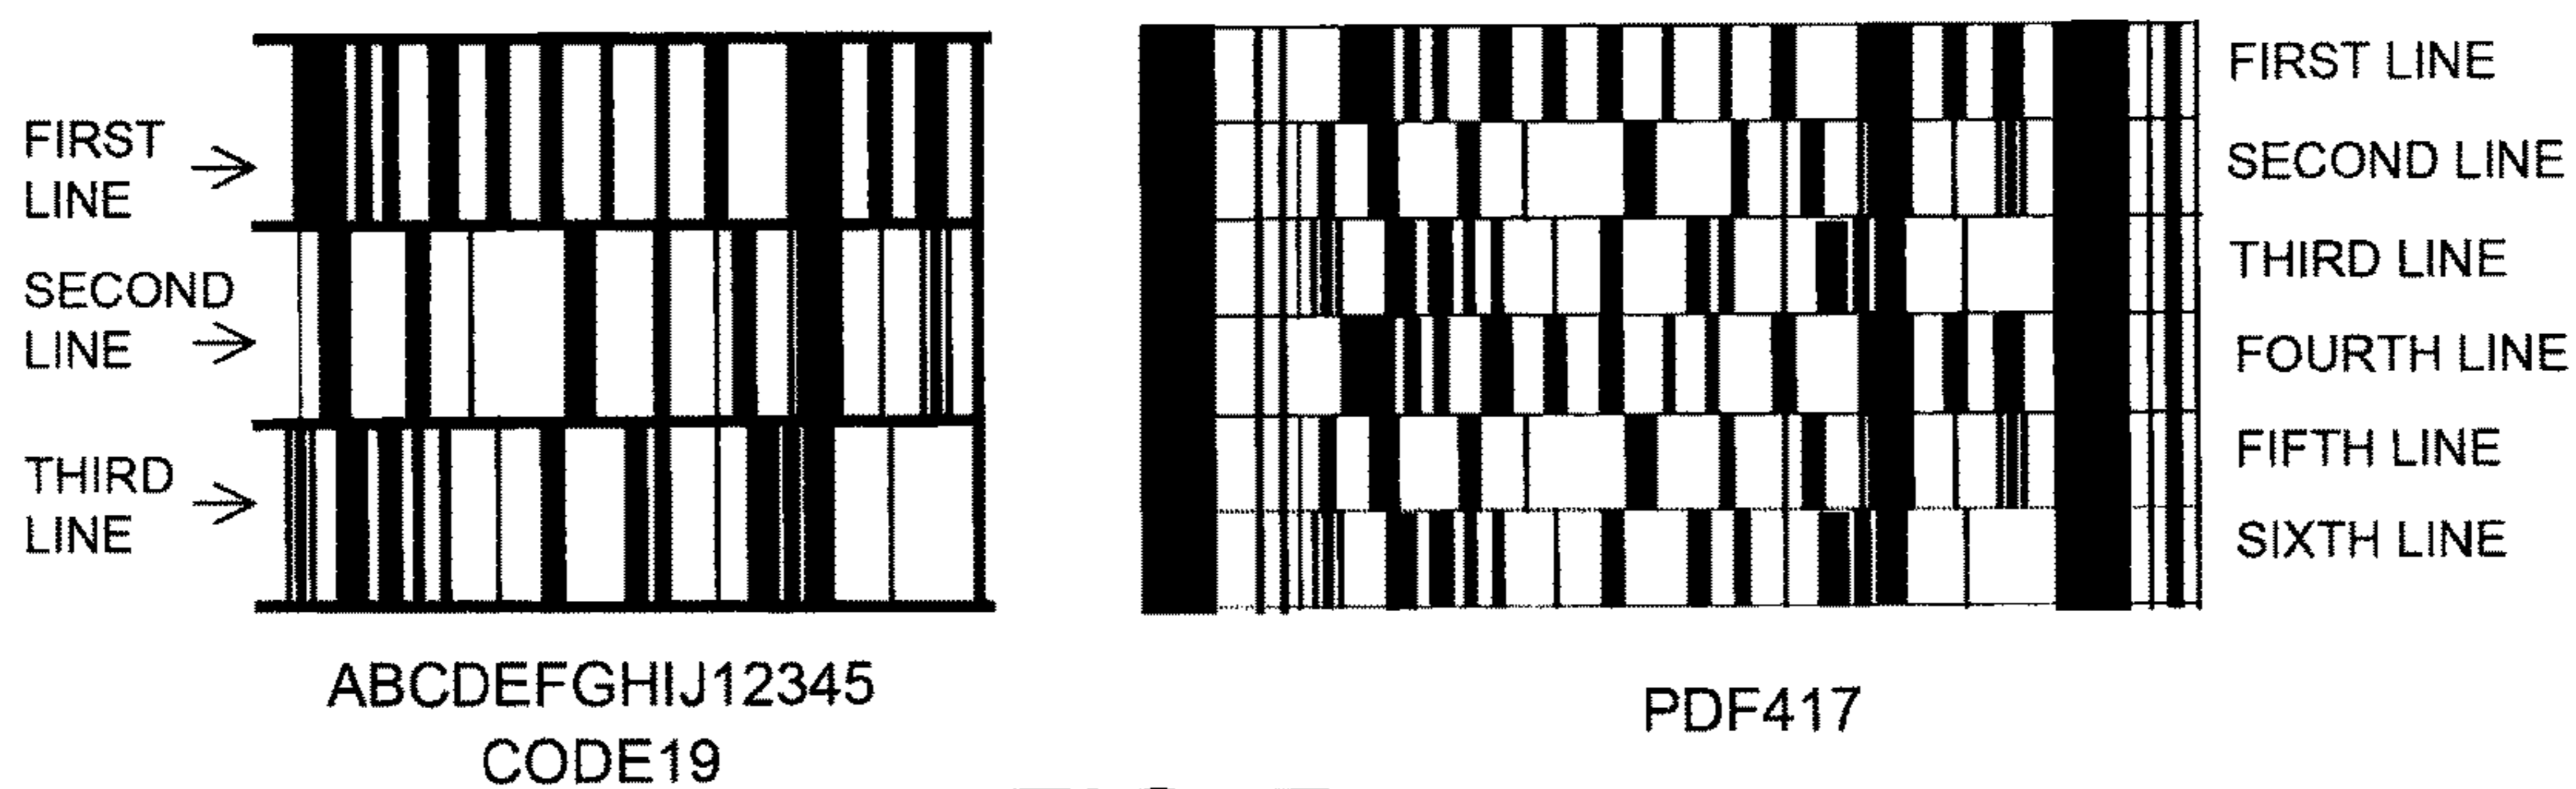 FIRST
LINE
SECOND
LINE
THIRD
LINE
ABCDEFGHIJ12345
CODE19
FIRST LINE
SECOND LINE
THIRD LINE
FOURTH LINE
FIFTH LINE
SIXTH LINE
PDF417